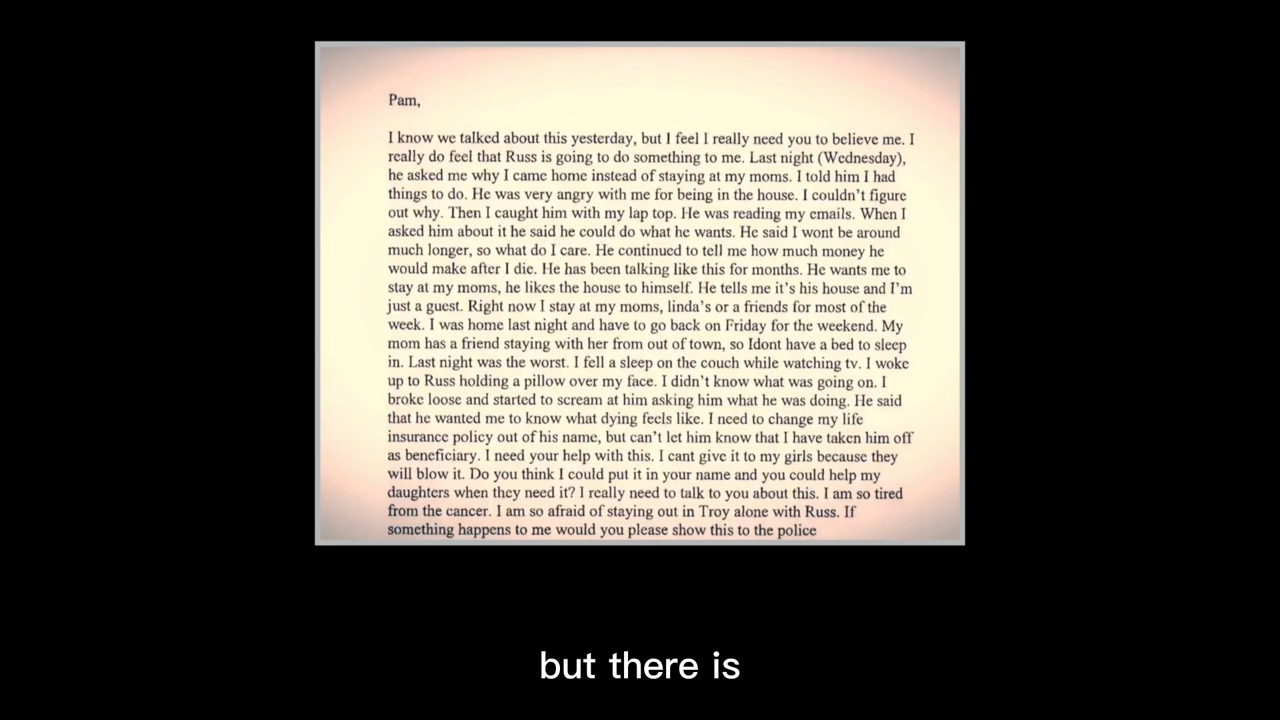 Pam,
I know we talked about this yesterday, but I feel I really need you to believe me. I
really do feel that Russ is going to do something to me. Last night (Wednesday),
he asked me why I came home instead of staying at my moms. I told him I had
things to do. He was very angry with me for being in the house. I couldn't figure
out why. Then I caught him with my lap top. He was reading my emails. When I
asked him about it he said he could do what he wants. He said I wont be around
much longer, so what do I care. He continued to tell me how much money he
would make after I die. He has been talking like this for months. He wants me to
stay at my moms, he likes the house to himself. He tells me it's his house and I'm
just a guest. Right now I stay at my moms, linda's or a friends for most of the
week. I was home last night and have to go back on Friday for the weekend. My
mom has a friend staying with her from out of town, so Idont have a bed to sleep
in. Last night was the worst. I fell a sleep on the couch while watching tv. I woke
up to Russ holding a pillow over my face. I didn't know what was going on. I
broke loose and started to scream at him asking him what he was doing. He said
that he wanted me to know what dying feels like. I need to change my life
insurance policy out of his name, but can't let him know that I have taken him off
as beneficiary. I need your help with this. I cant give it to my girls because they
will blow it. Do you think I could put it in your name and you could help my
daughters when they need it? I really need to talk to you about this. I am so tired
from the cancer. I am so afraid of staying out in Troy alone with Russ. If
something happens to me would you please show this to the police
but there is